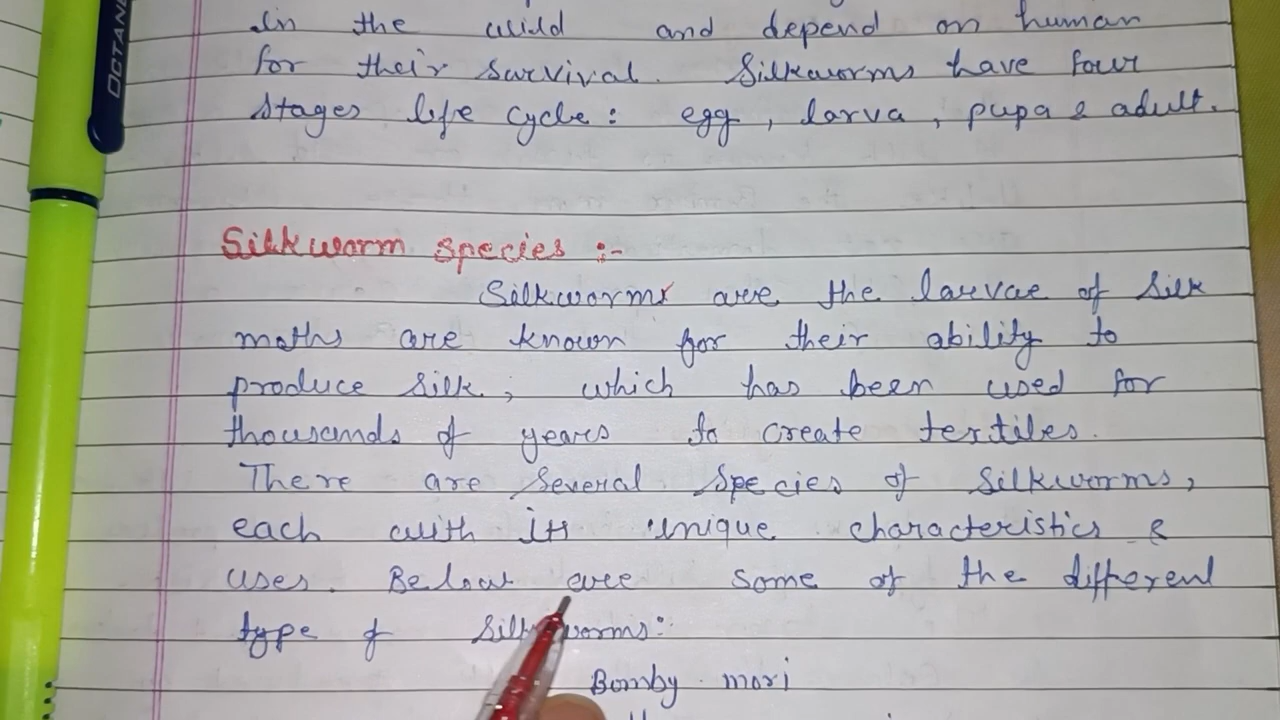 OCTANE
in the wild and depend on human
for their survival. Silkworms have four
stages life cycle: egg, larva, pupa & adult.
Silkworm species :-
Silkworms are the larvae of silk
moths are known for their ability to
produce silk, which has been used for
thousands of years to create textiles.
There are several species of silkworms,
each with its unique characteristics &
uses. Below are some of the different
type of silkworms:
Bomby mori